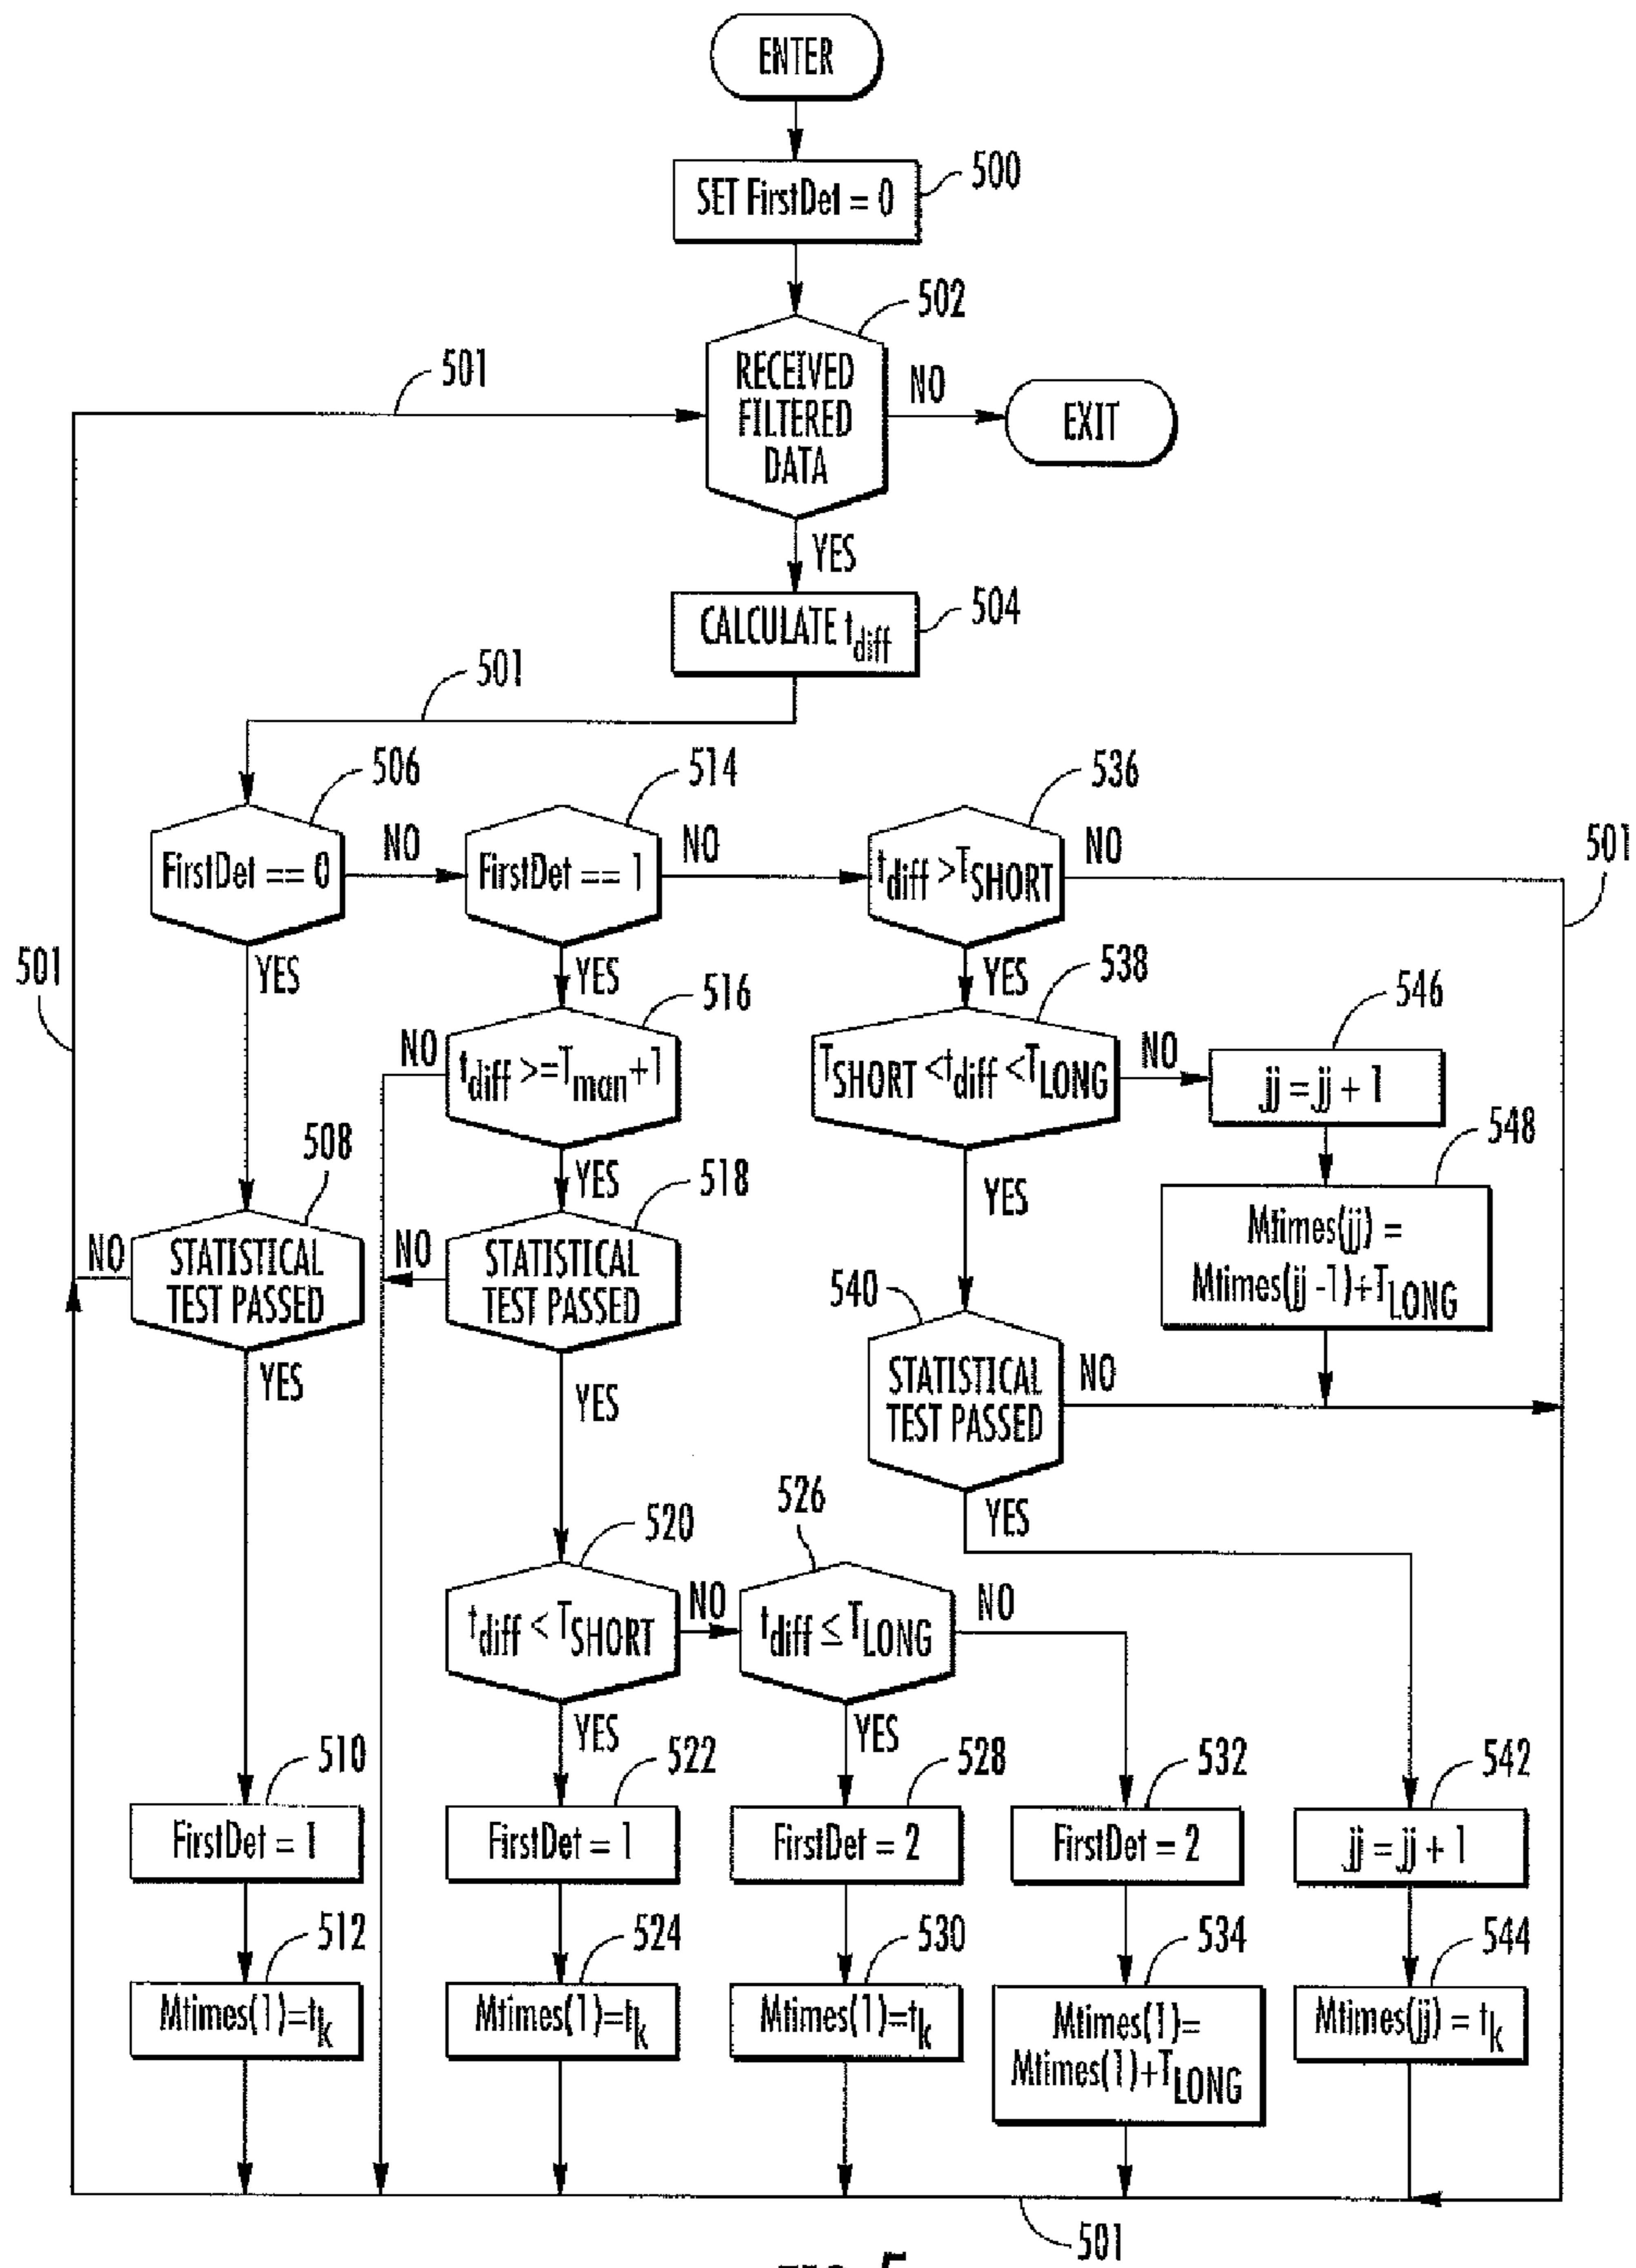 ENTER
SET FirstDet = 0
500
502
RECEIVED
FILTERED
DATA
NO
EXIT
501
YES
CALCULATE tdiff
504
501
506
514
536
FirstDet == 0
NO
FirstDet == 1
NO
tdiff >TSHORT
NO
501
501
YES
YES
YES
516
538
546
NO
tdiff >=Tman+1
TSHORT <tdiff <TLONG
NO
jj = jj + 1
548
508
YES
518
YES
Mtimes(jj) =
Mtimes(jj -1)+TLONG
NO
STATISTICAL
TEST PASSED
NO
STATISTICAL
TEST PASSED
540
YES
YES
STATISTICAL
TEST PASSED
NO
YES
520
526
tdiff < TSHORT
NO
tdiff ≤ TLONG
NO
YES
YES
510
522
528
532
542
FirstDet = 1
FirstDet = 1
FirstDet = 2
FirstDet = 2
jj = jj + 1
512
524
530
534
544
Mtimes(1)=tk
Mtimes(1)=tk
Mtimes(1)=tk
Mtimes(1)=
Mtimes(1)+TLONG
Mtimes(jj) = tk
501